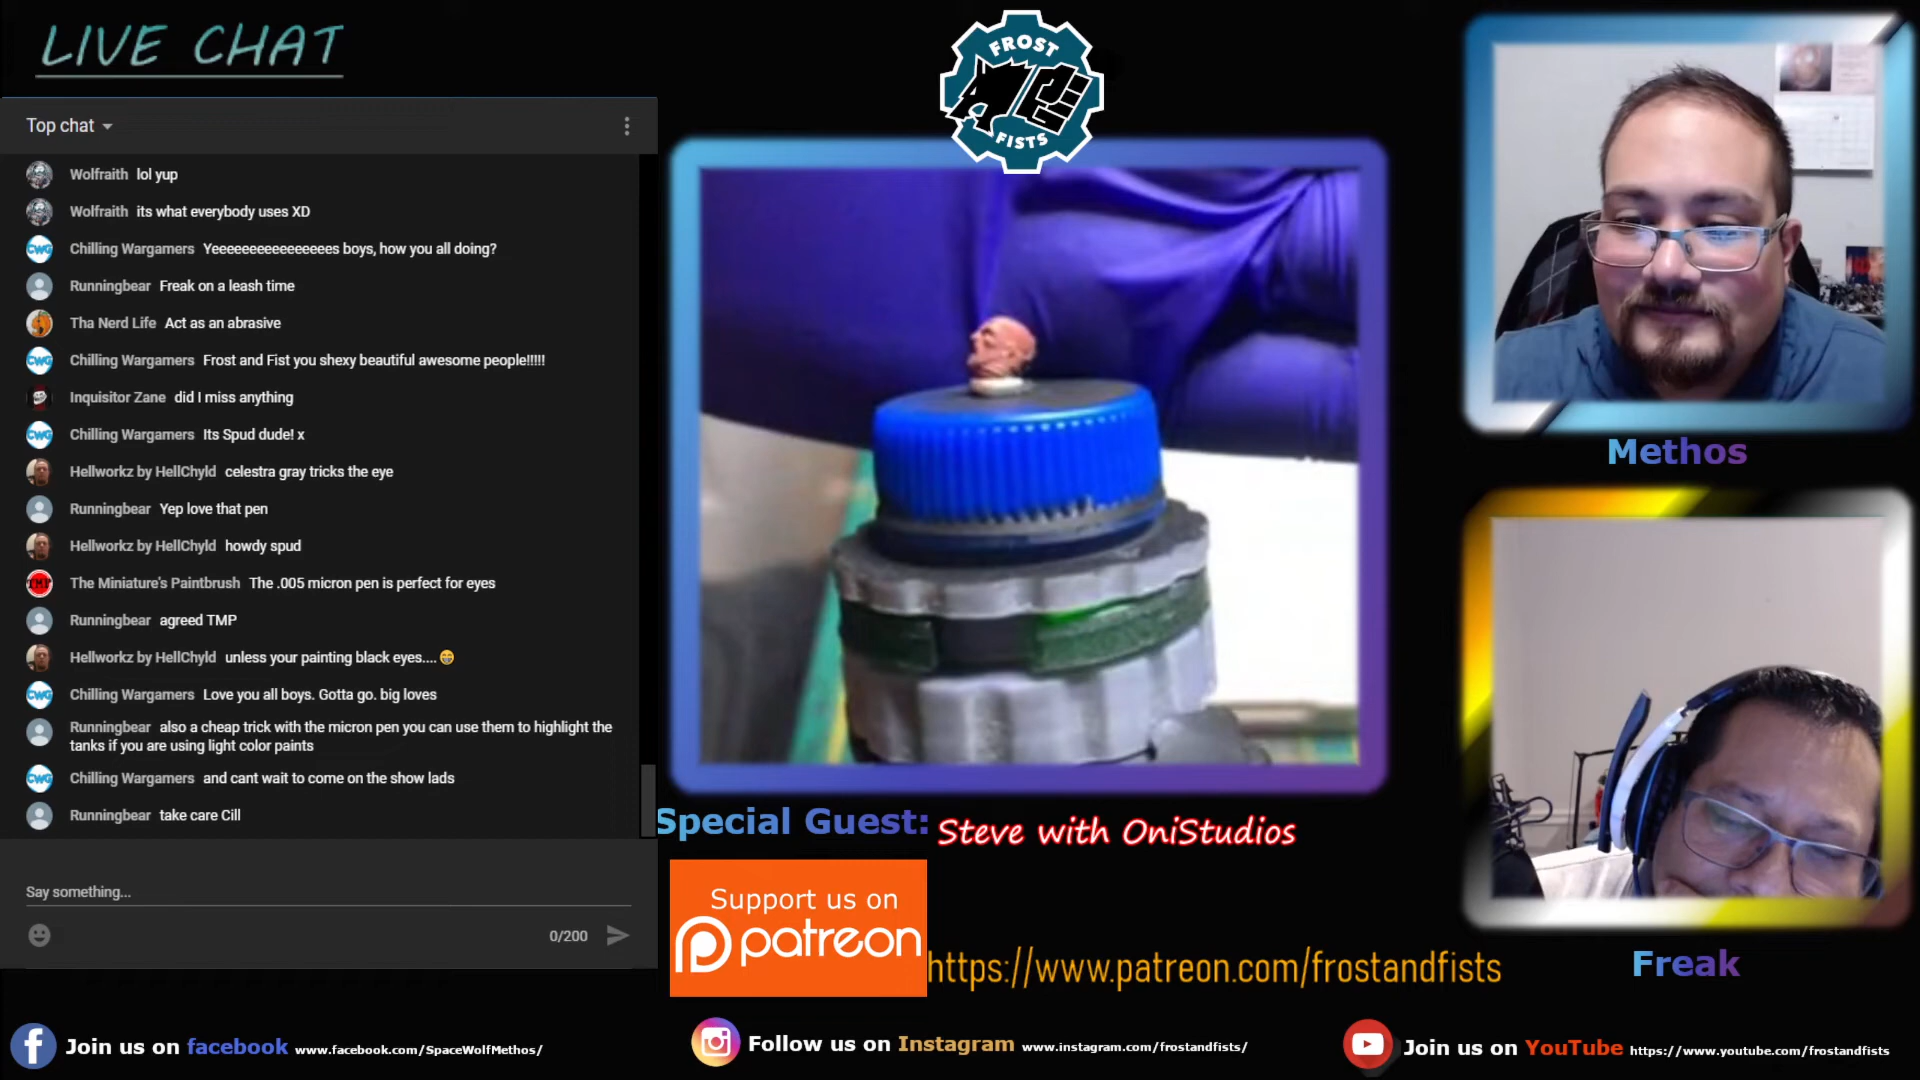 LIVE CHAT
Top chat
Wolfraith lol yup
Wolfraith its what everybody uses XD
CWG Chilling Wargamers Yeeeeeeeeeeeeeeees boys, how you all doing?
Runningbear Freak on a leash time
Tha Nerd Life Act as an abrasive
CWG Chilling Wargamers Frost and Fist you shexy beautiful awesome people!!!!!
Inquisitor Zane did I miss anything
CWG Chilling Wargamers Its Spud dude! x
Hellworkz by HellChyld celestra gray tricks the eye
Runningbear Yep love that pen
Hellworkz by HellChyld howdy spud
TMP The Miniature's Paintbrush The .005 micron pen is perfect for eyes
Runningbear agreed TMP
Hellworkz by HellChyld unless your painting black eyes.... 😁
CWG Chilling Wargamers Love you all boys. Gotta go. big loves
Runningbear also a cheap trick with the micron pen you can use them to highlight the
tanks if you are using light color paints
CWG Chilling Wargamers and cant wait to come on the show lads
Runningbear take care Cill
Say something...
0/200
FROST
FISTS
Methos
Freak
Special Guest: Steve with OniStudios
Support us on
patreon
https://www.patreon.com/frostandfists
Join us on facebook www.facebook.com/SpaceWolfMethos/
Follow us on Instagram www.instagram.com/frostandfists/
Join us on YouTube https://www.youtube.com/frostandfists